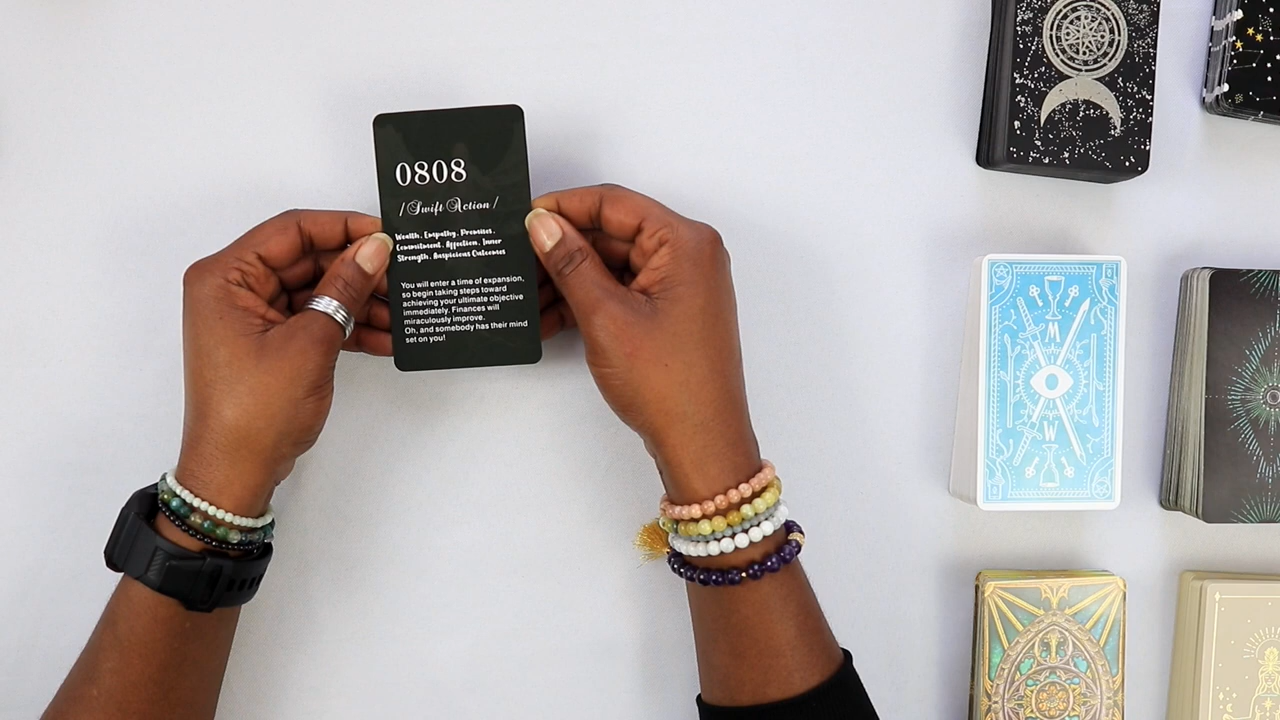 0808
/ Swift Action /
Wealth, Empathy, Promises,
Commitment, Affection, Inner
Strength, Auspicious Outcomes
You will enter a time of expansion,
so begin taking steps toward
achieving your ultimate objective
immediately. Finances will
miraculously improve.
Oh, and somebody has their mind
set on you!
M
W